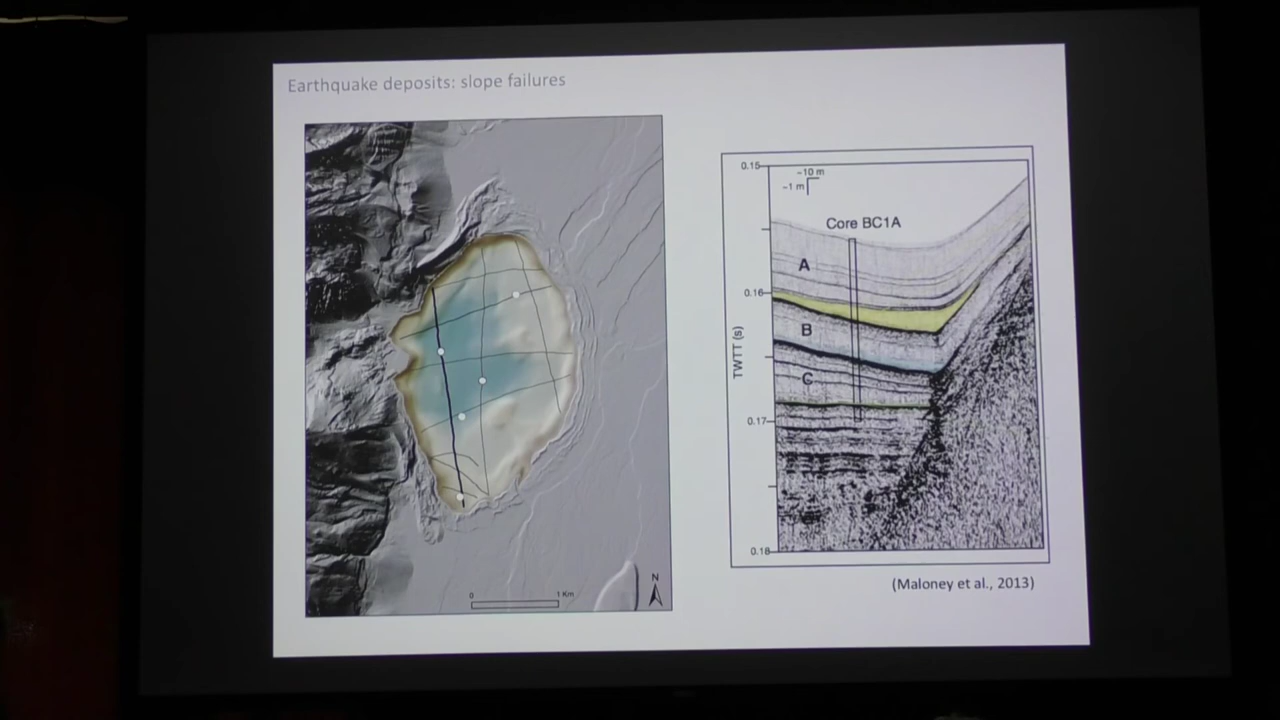 Earthquake deposits: slope failures
0
1 Km
N
0.15
~10 m
~1 m
Core BC1A
A
0.16
B
TWTT (s)
C
0.17
0.18
(Maloney et al., 2013)